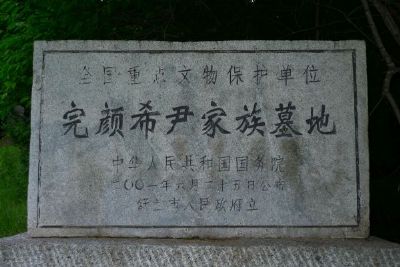 全国重点文物保护单位
完颜希尹家族墓地
中华人民共和国国务院
二〇〇一年六月二十五日公布
舒兰市人民政府立